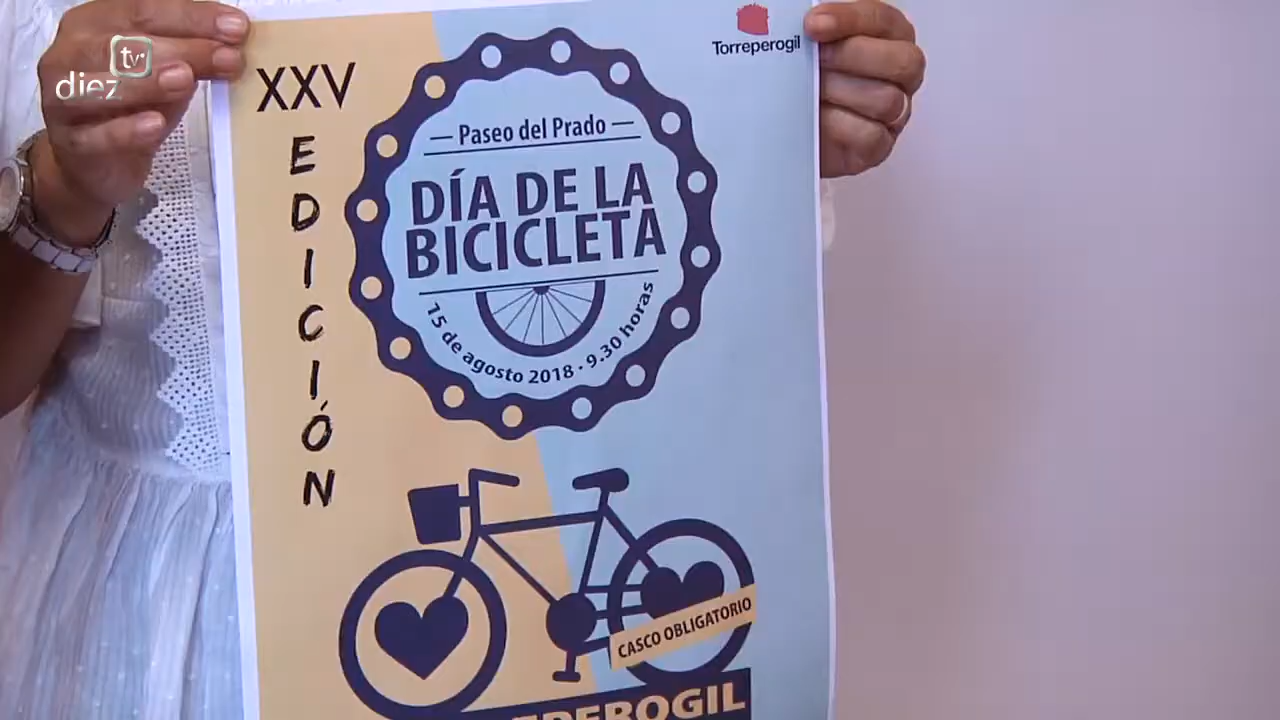 diez tv
Torreperogil
XXV
EDICIÓN
— Paseo del Prado —
DÍA DE LA
BICICLETA
15 de agosto 2018 · 9.30 horas
CASCO OBLIGATORIO